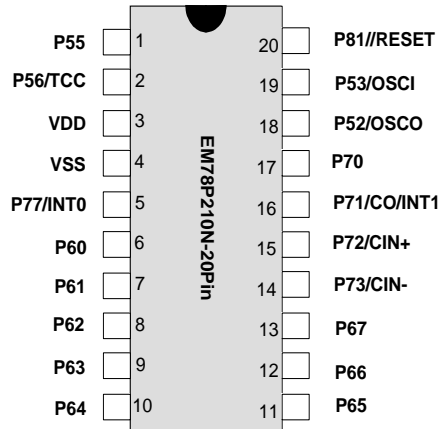 P55 1 20 P81//RESET
P56/TCC 2 19 P53/OSCI
VDD 3 18 P52/OSCO
VSS 4 17 P70
P77/INT0 5 16 P71/CO/INT1
P60 6 15 P72/CIN+
P61 7 14 P73/CIN-
P62 8 13 P67
P63 9 12 P66
P64 10 11 P65
EM78P210N-20Pin